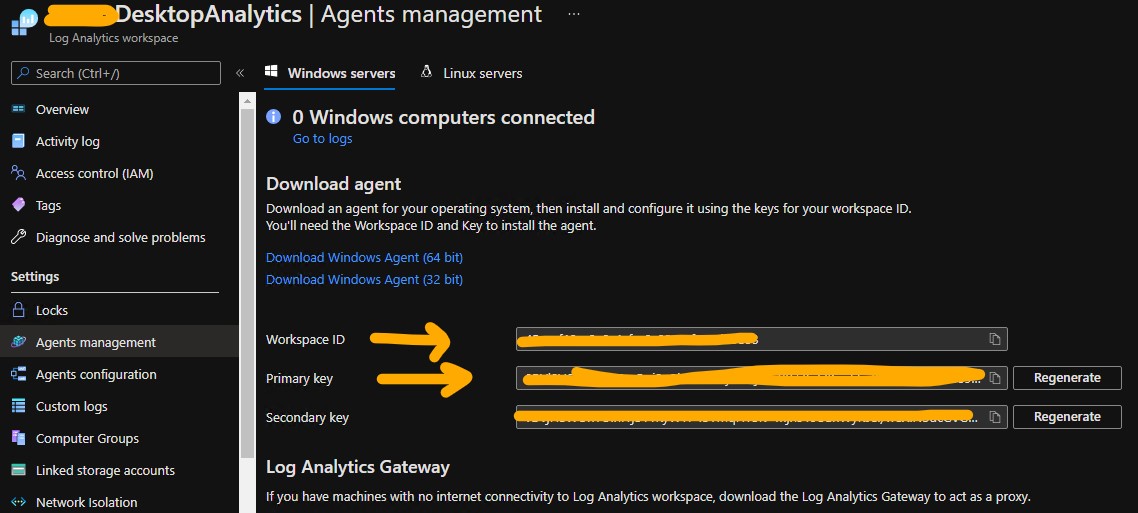 DesktopAnalytics | Agents management ...
Log Analytics workspace
Search (Ctrl+/) «
Overview
Activity log
Access control (IAM)
Tags
Diagnose and solve problems
Settings
Locks
Agents management
Agents configuration
Custom logs
Computer Groups
Linked storage accounts
Network Isolation
Windows servers
Linux servers
0 Windows computers connected
Go to logs
Download agent
Download an agent for your operating system, then install and configure it using the keys for your workspace ID.
You'll need the Workspace ID and Key to install the agent.
Download Windows Agent (64 bit)
Download Windows Agent (32 bit)
Workspace ID
Primary key
Regenerate
Secondary key
Regenerate
Log Analytics Gateway
If you have machines with no internet connectivity to Log Analytics workspace, download the Log Analytics Gateway to act as a proxy.